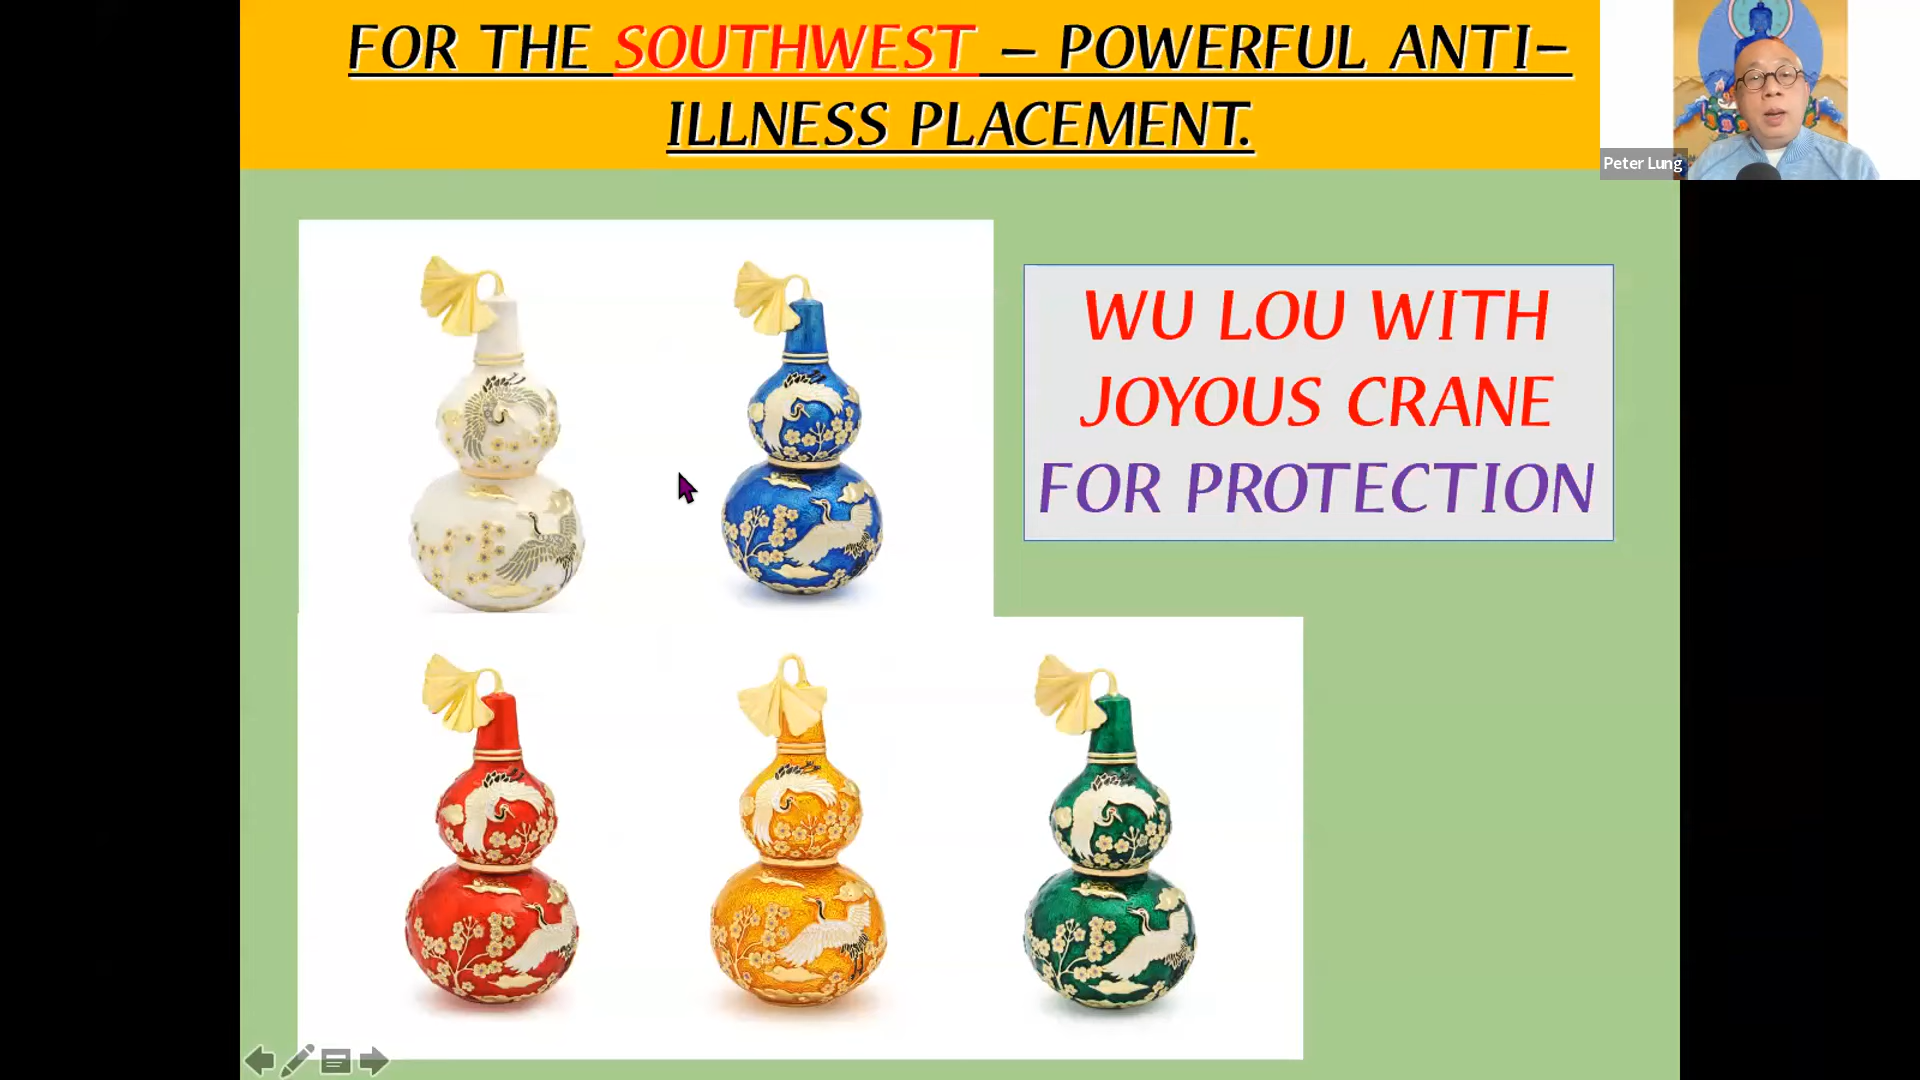 FOR THE SOUTHWEST – POWERFUL ANTI-
ILLNESS PLACEMENT.
Peter Lung
WU LOU WITH
JOYOUS CRANE
FOR PROTECTION